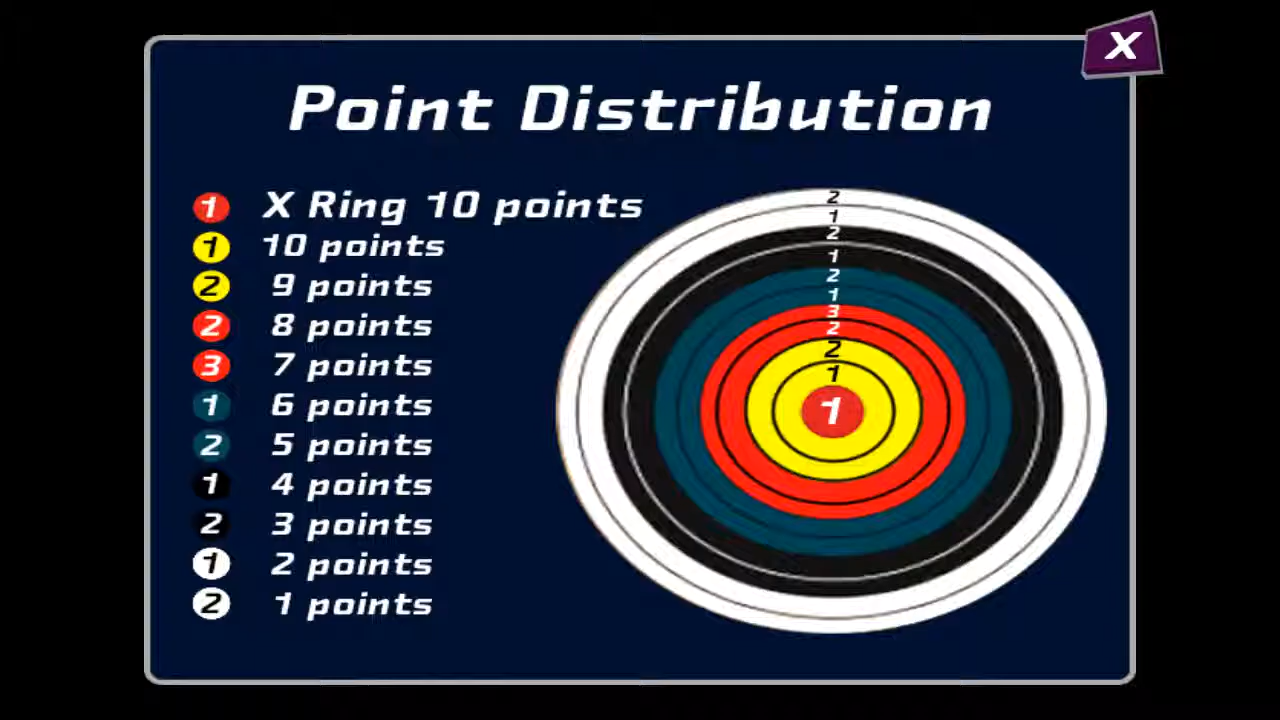 X
Point Distribution
1 X Ring 10 points
1 10 points
2 9 points
2 8 points
3 7 points
1 6 points
2 5 points
1 4 points
2 3 points
1 2 points
2 1 points
2
1
2
1
2
1
3
2
2
1
1